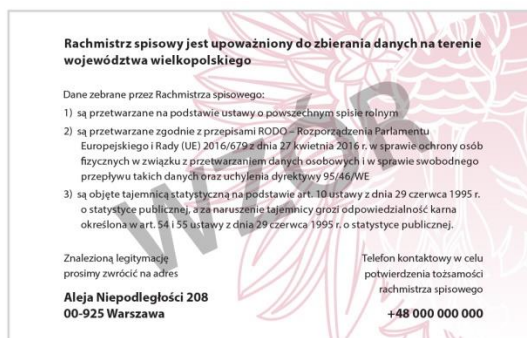 Rachmistrz spisowy jest upoważniony do zbierania danych na terenie
województwa wielkopolskiego
Dane zebrane przez Rachmistrza spisowego:
1) są przetwarzane na podstawie ustawy o powszechnym spisie rolnym
2) są przetwarzane zgodnie z przepisami RODO – Rozporządzenia Parlamentu
Europejskiego i Rady (UE) 2016/679 z dnia 27 kwietnia 2016 r. w sprawie ochrony osób
fizycznych w związku z przetwarzaniem danych osobowych i w sprawie swobodnego
przepływu takich danych oraz uchylenia dyrektywy 95/46/WE
3) są objęte tajemnicą statystyczną na podstawie art. 10 ustawy z dnia 29 czerwca 1995 r.
o statystyce publicznej, a za naruszenie tajemnicy grozi odpowiedzialność karna
określona w art. 54 i 55 ustawy z dnia 29 czerwca 1995 r. o statystyce publicznej.
WZÓR
Znalezioną legitymację
prosimy zwrócić na adres
Aleja Niepodległości 208
00-925 Warszawa
Telefon kontaktowy w celu
potwierdzenia tożsamości
rachmistrza spisowego
+48 000 000 000